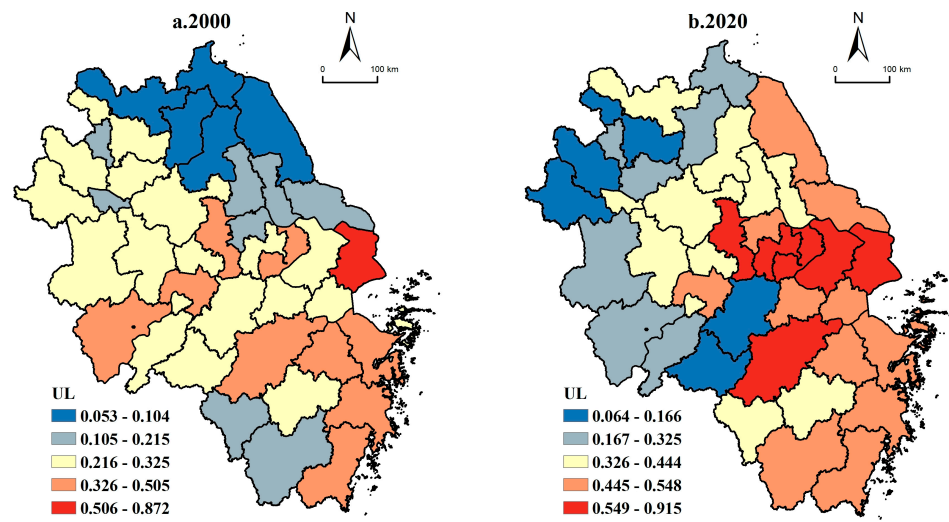 a.2000
N
0 100 km
UL
0.053 - 0.104
0.105 - 0.215
0.216 - 0.325
0.326 - 0.505
0.506 - 0.872
b.2020
N
0 100 km
UL
0.064 - 0.166
0.167 - 0.325
0.326 - 0.444
0.445 - 0.548
0.549 - 0.915